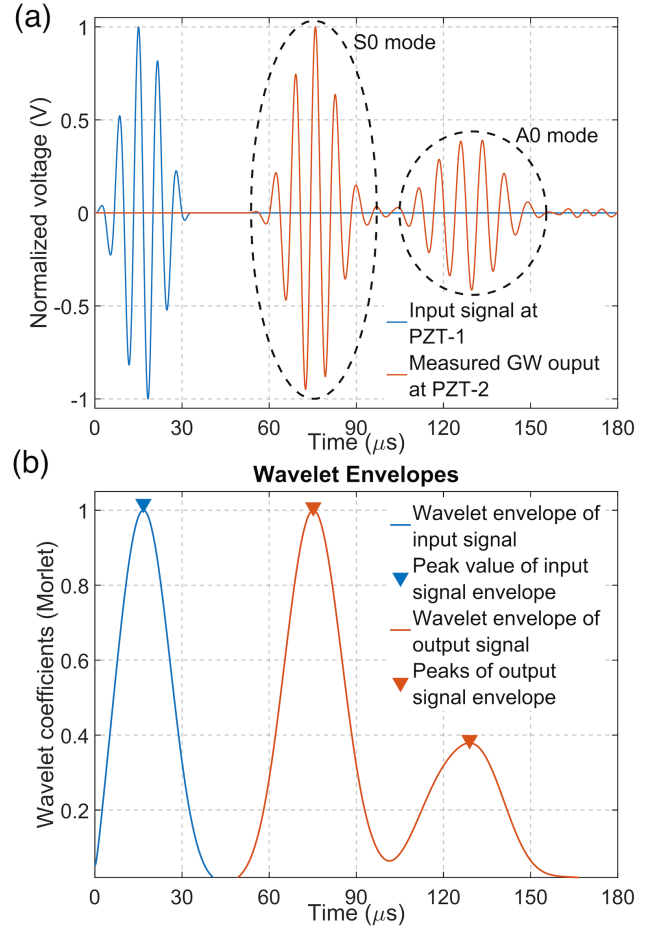 (a)
Normalized voltage (V)
1
0.5
0
-0.5
-1
S0 mode
A0 mode
Input signal at
PZT-1
Measured GW ouput
at PZT-2
0 30 60 90 120 150 180
Time (μs)
(b)
Wavelet Envelopes
Wavelet coefficients (Morlet)
1
0.8
0.6
0.4
0.2
Wavelet envelope of
input signal
Peak value of input
signal envelope
Wavelet envelope of
output signal
Peaks of output
signal envelope
0 30 60 90 120 150 180
Time (μs)